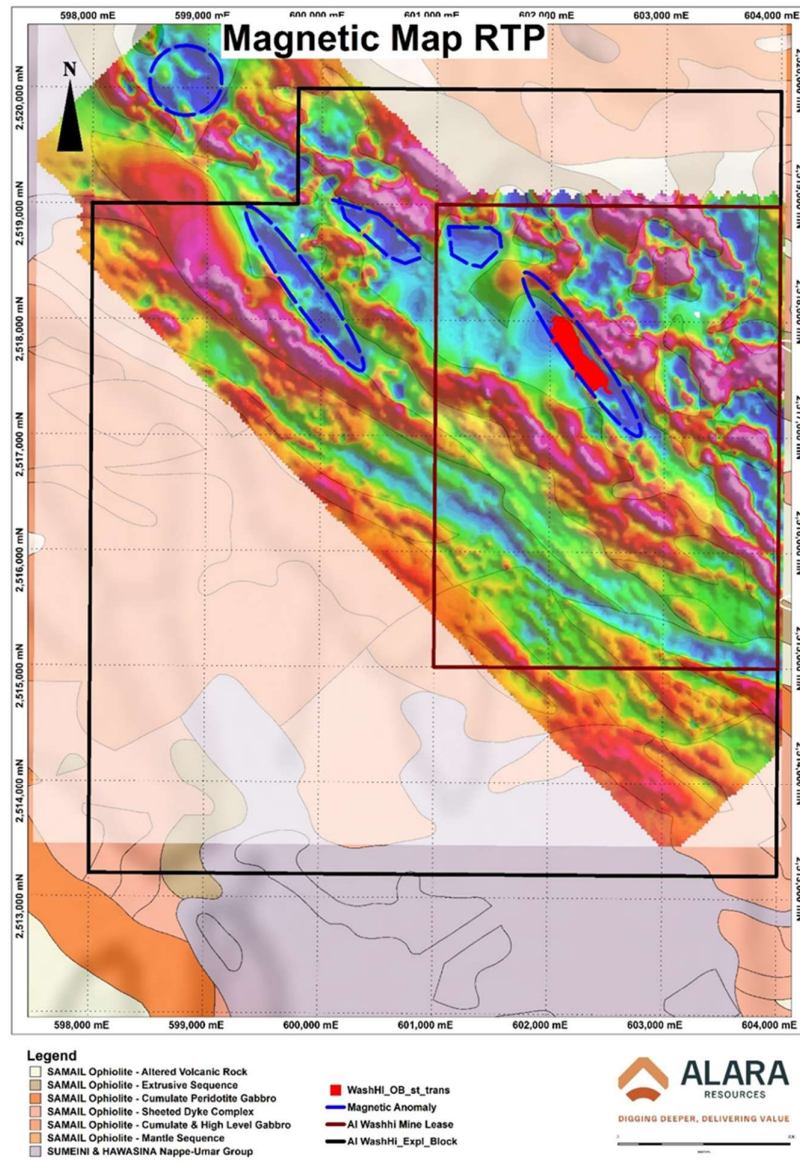 598,000 mE 599,000 mE 600,000 mE 601,000 mE 602,000 mE 603,000 mE 604,000 mE
Magnetic Map RTP
N
2,520,000 mN
2,519,000 mN
2,518,000 mN
2,517,000 mN
2,516,000 mN
2,515,000 mN
2,514,000 mN
2,513,000 mN
598,000 mE 599,000 mE 600,000 mE 601,000 mE 602,000 mE 603,000 mE 604,000 mE
Legend
SAMAIL Ophiolite - Altered Volcanic Rock
SAMAIL Ophiolite - Extrusive Sequence
SAMAIL Ophiolite - Cumulate Peridotite Gabbro
SAMAIL Ophiolite - Sheeted Dyke Complex
SAMAIL Ophiolite - Cumulate & High Level Gabbro
SAMAIL Ophiolite - Mantle Sequence
SUMEINI & HAWASINA Nappe-Umar Group
WashHI_OB_st_trans
Magnetic Anomaly
Al Washhi Mine Lease
Al WasHi_Expl_Block
ALARA
RESOURCES
DIGGING DEEPER, DELIVERING VALUE